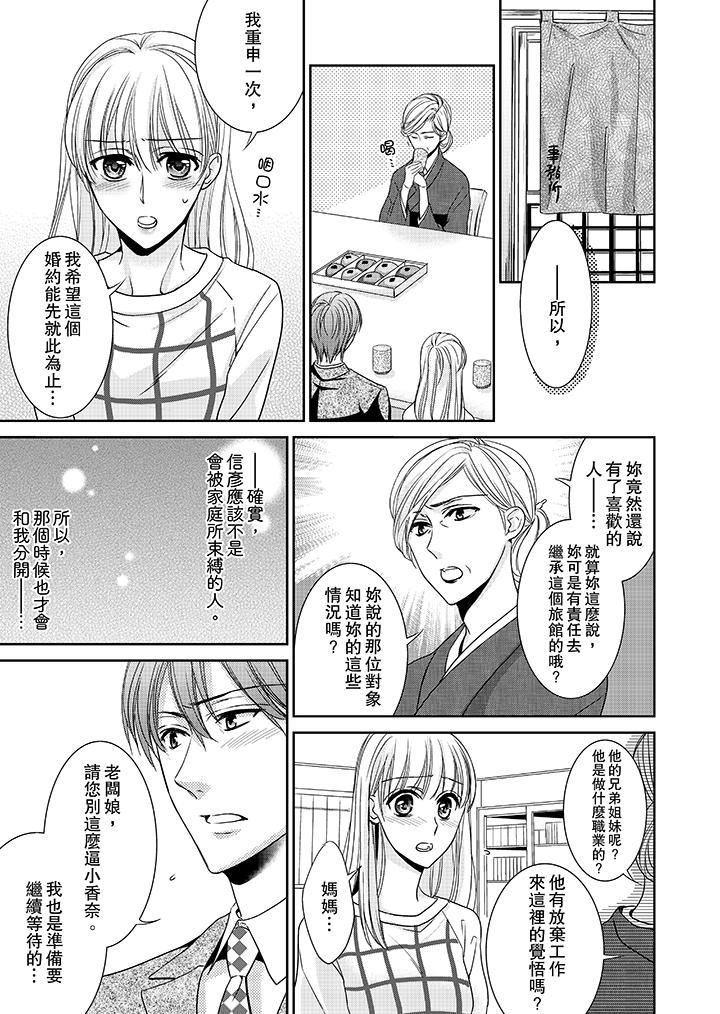 事務所
——所以，
喝…
我重申一次，
咽口水…
我希望這個
婚約能先就此為止…
妳竟然還說
有了喜歡的
人——…
就算妳這麼說，
妳可是有責任去
繼承這個旅館的哦？
妳說的那位對象
知道妳的這些
情況嗎？
——確實，
信彥應該不是
會被家庭所束縛的人。
所以，
那個時候也才會
和我分開——…
他的兄弟姐妹呢？
他是做什麼職業的？
他有放棄工作
來這裡的覺悟嗎？
媽媽…
老闆娘，
請您別這麼逼小香奈。
我也是準備要
繼續等待的…